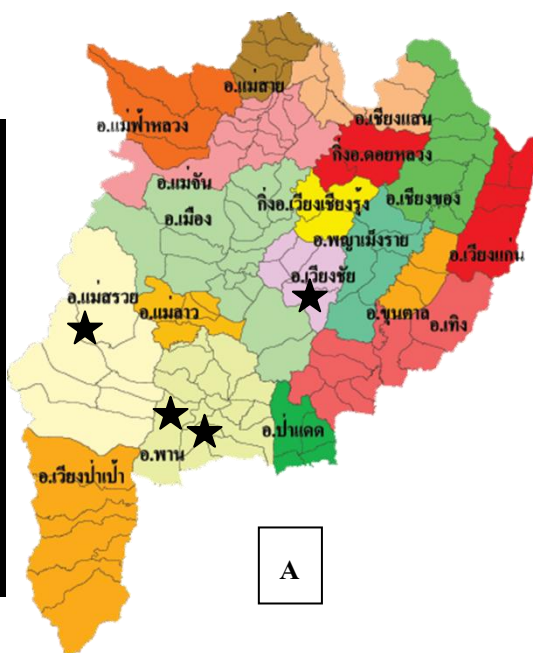 อ.แม่สาย
อ.แม่ฟ้าหลวง
อ.เชียงแสน
กิ่งอ.ดอยหลวง
อ.แม่จัน
กิ่งอ.เวียงเชียงรุ้ง
อ.เชียงของ
อ.เมือง
อ.พญาเม็งราย
อ.เวียงแก่น
อ.เวียงชัย
อ.แม่สรวย
อ.แม่ลาว
อ.ขุนตาล
อ.เทิง
อ.ป่าแดด
อ.พาน
อ.เวียงป่าเป้า
A